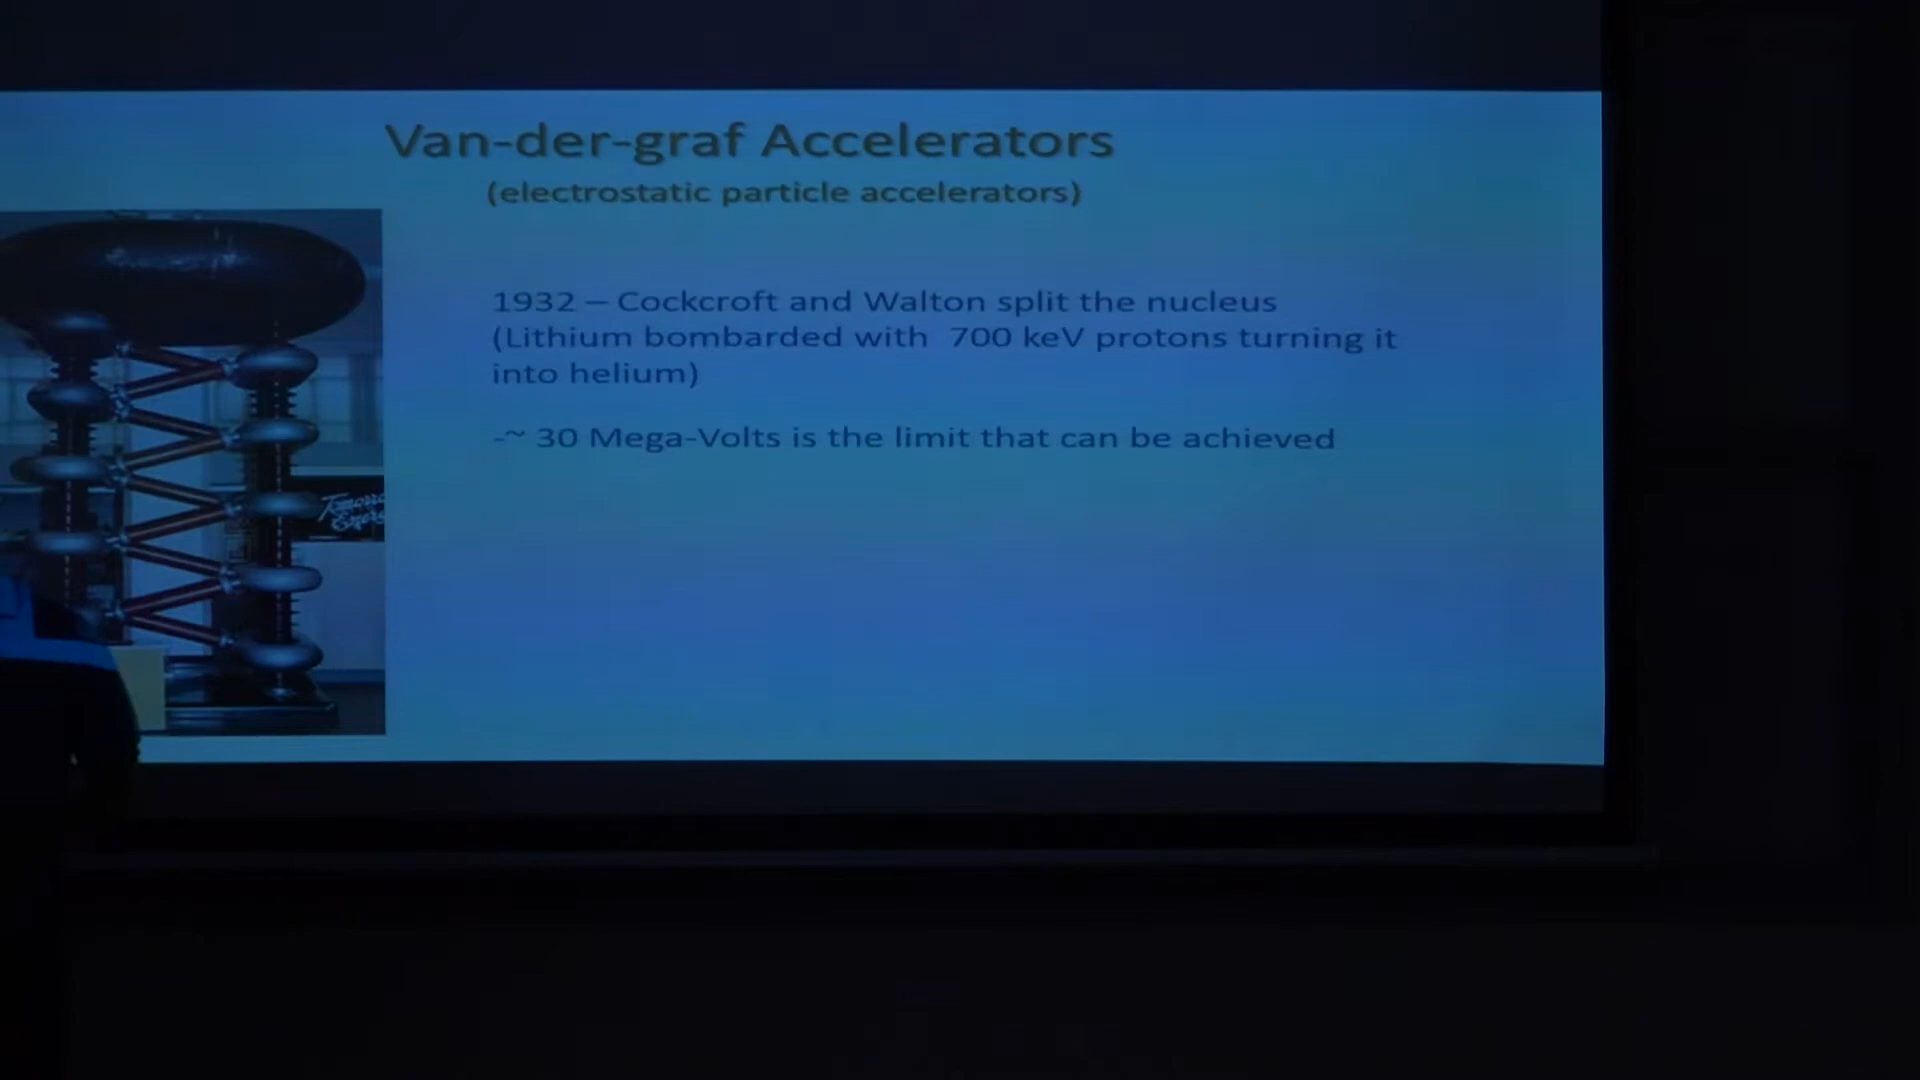 Van-der-graf Accelerators
(electrostatic particle accelerators)
1932 – Cockcroft and Walton split the nucleus
(Lithium bombarded with 700 keV protons turning it
into helium)
-~ 30 Mega-Volts is the limit that can be achieved